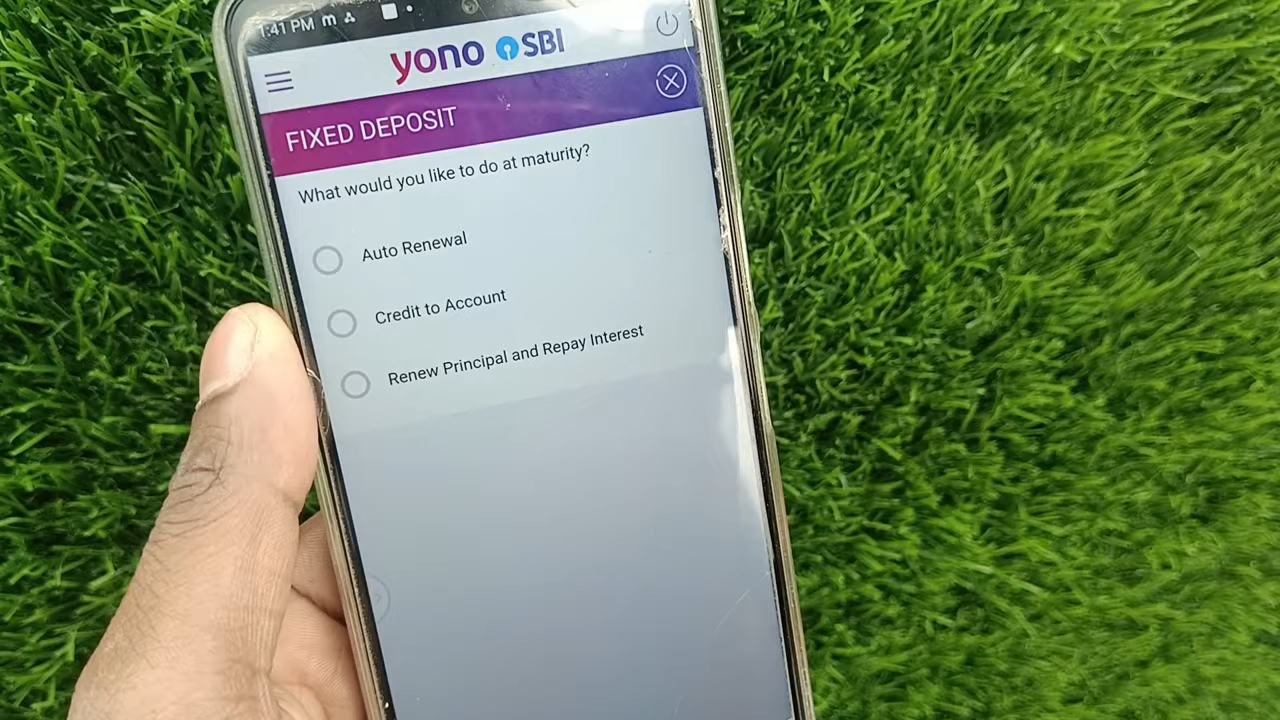 1:41 PM
yono SBI
FIXED DEPOSIT
What would you like to do at maturity?
Auto Renewal
Credit to Account
Renew Principal and Repay Interest